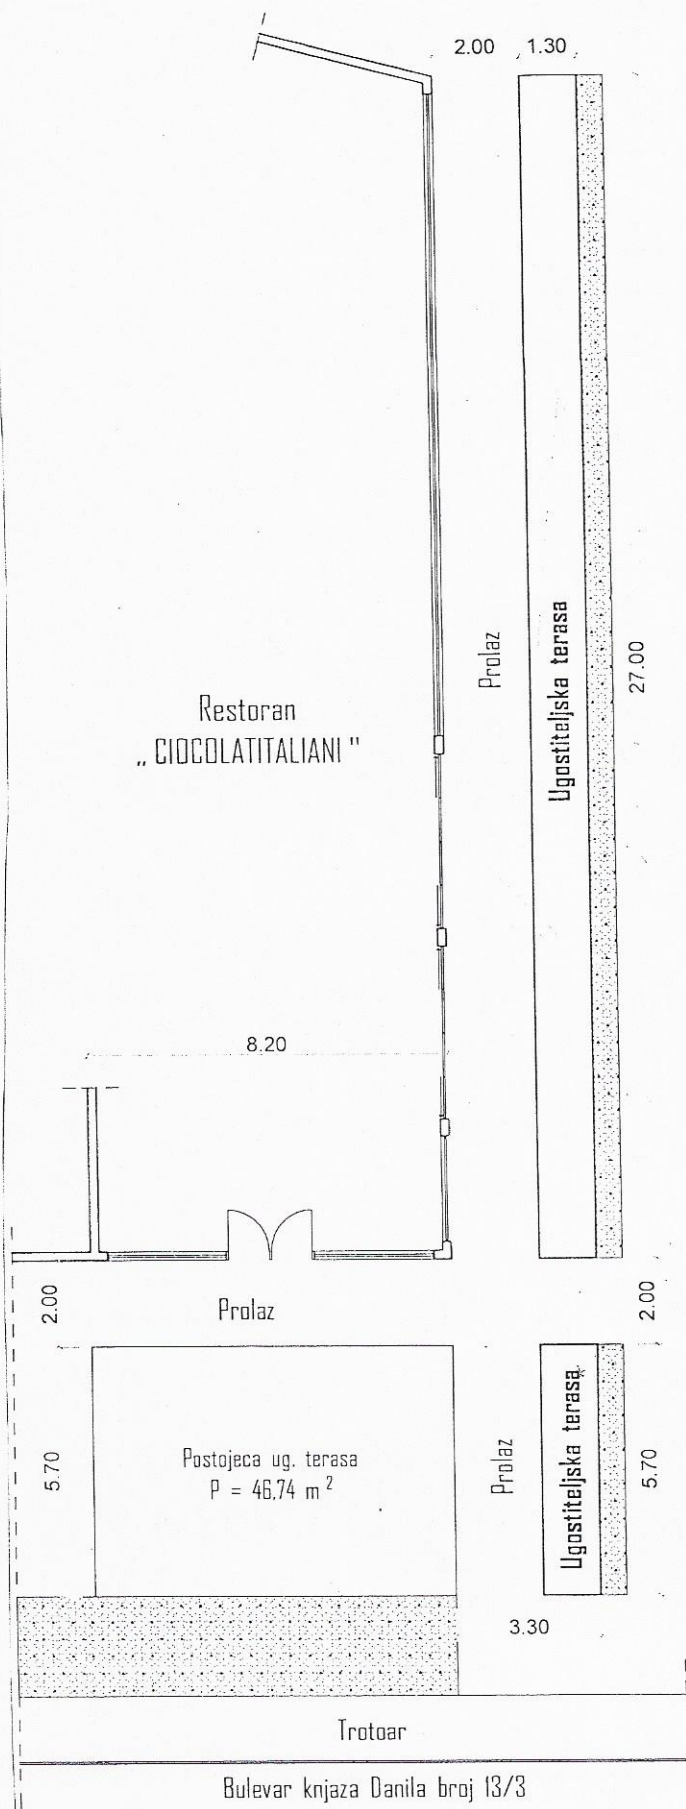 2.00 1.30
Prolaz
Ugostiteljska terasa
27.00
Restoran
„ CIOCOLATITALIANI "
8.20
2.00
Prolaz
2.00
5.70
Postojeca ug. terasa
P = 46,74 m²
Prolaz
Ugostiteljska terasa
5.70
3.30
Trotoar
Bulevar knjaza Danila broj 13/3